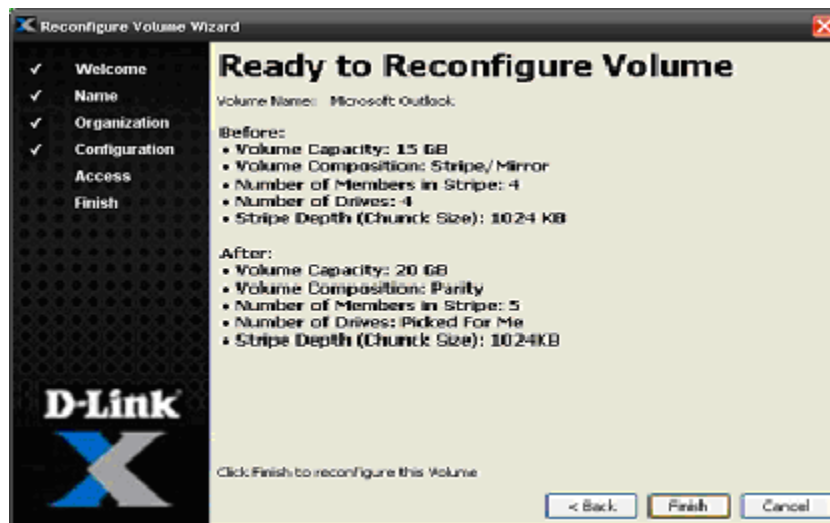 Reconfigure Volume Wizard
✓ Welcome
✓ Name
✓ Organization
✓ Configuration
Access
Finish
D-Link
Ready to Reconfigure Volume
Volume Name: Microsoft Outlook
Before:
• Volume Capacity: 15 GB
• Volume Composition: Stripe/Mirror
• Number of Members in Stripe: 4
• Number of Drives: 4
• Stripe Depth (Chunck Size): 1024 KB
After:
• Volume Capacity: 20 GB
• Volume Composition: Parity
• Number of Members in Stripe: 5
• Number of Drives: Picked For Me
• Stripe Depth (Chunck Size): 1024KB
Click Finish to reconfigure this Volume
< Back Finish Cancel